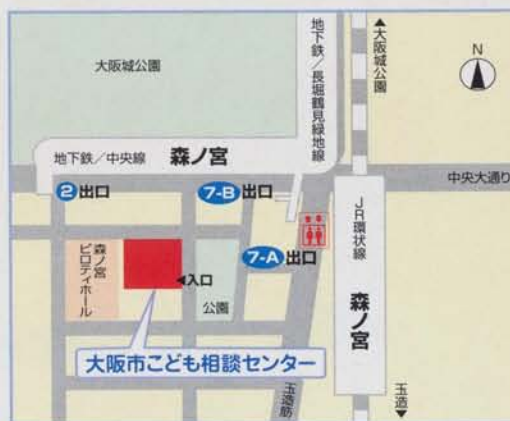 大阪城公園
地下鉄／長堀鶴見緑地線
▲大阪城公園
N
地下鉄／中央線 森ノ宮
中央大通り
2 出口
7-B 出口
JR環状線 森ノ宮
7-A 出口
森ノ宮
ピロティホール
◀入口
公園
大阪市こども相談センター
玉造筋
玉造▼